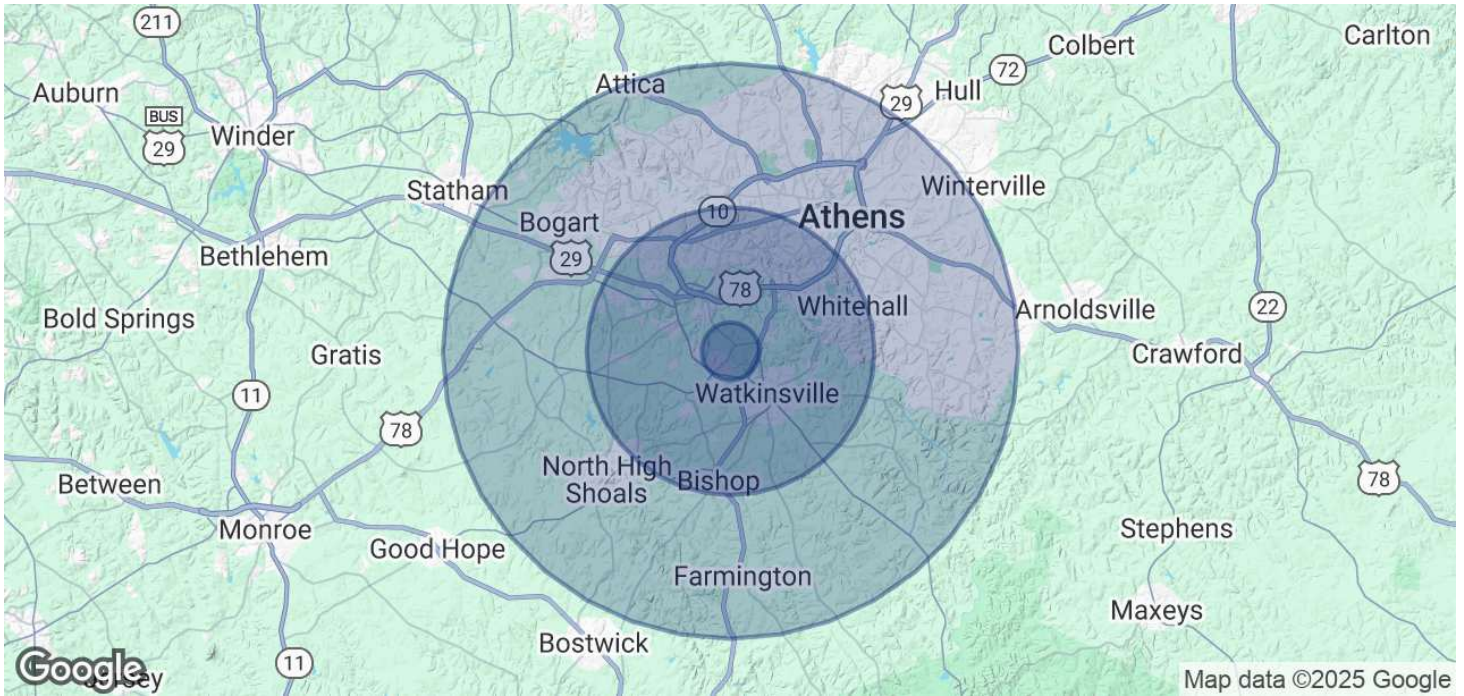 211
Carlton
Colbert
72
Attica
Hull
Auburn
29
BUS
29
Winder
Winterville
Statham
10
Athens
Bogart
Bethlehem
29
78
Whitehall
Arnoldsville
22
Bold Springs
Gratis
Crawford
11
Watkinsville
78
North High
Shoals
Bishop
78
Between
Monroe
Stephens
Good Hope
Farmington
Maxeys
Bostwick
11
Google
Map data ©2025 Google